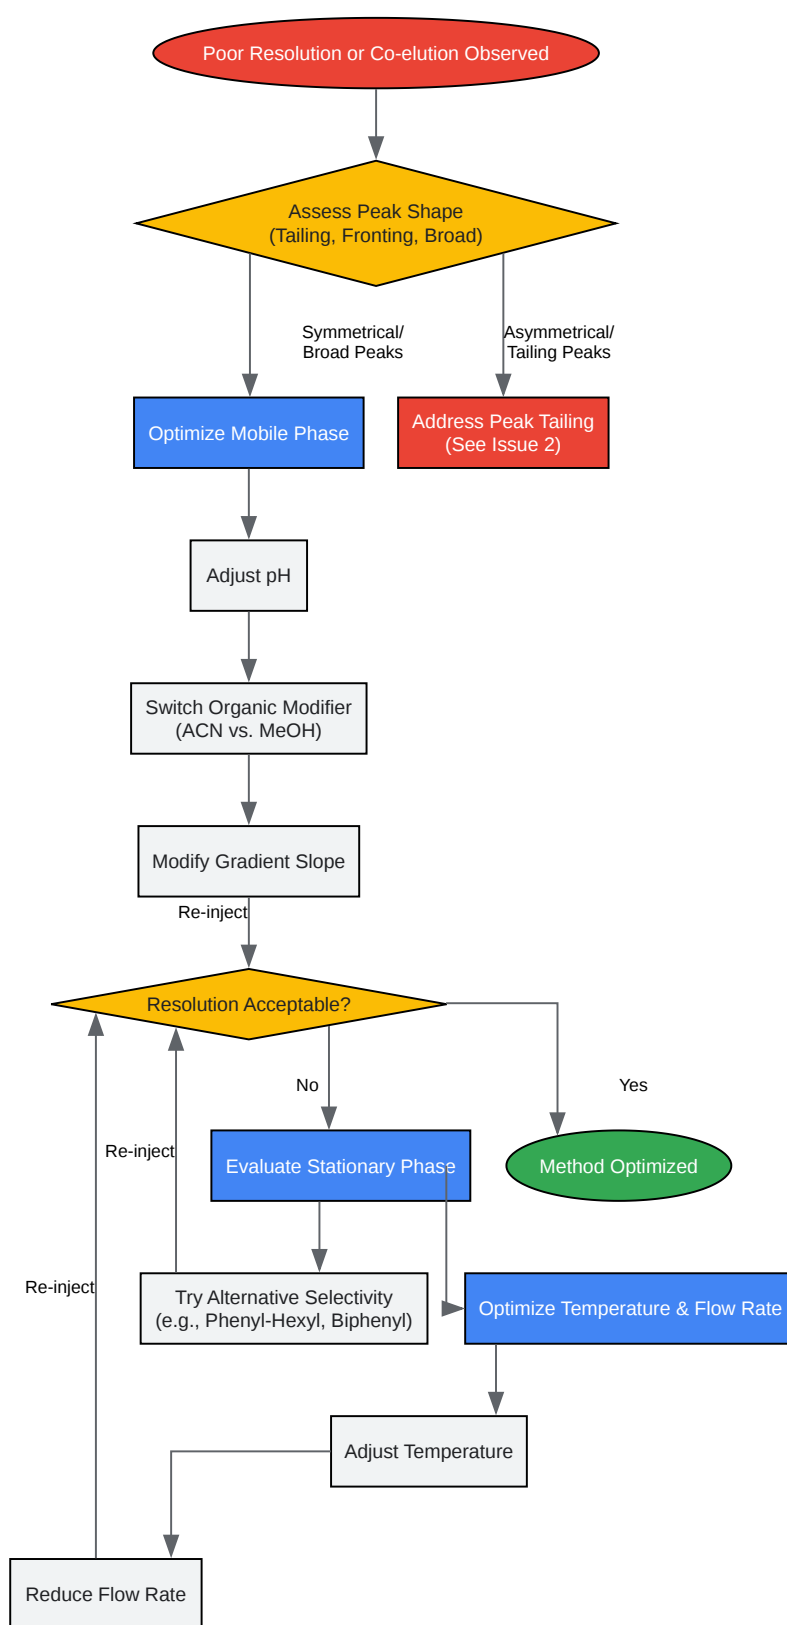 Poor Resolution or Co-elution Observed
Assess Peak Shape
(Tailing, Fronting, Broad)
Symmetrical/
Broad Peaks
Asymmetrical/
Tailing Peaks
Optimize Mobile Phase
Address Peak Tailing
(See Issue 2)
Adjust pH
Switch Organic Modifier
(ACN vs. MeOH)
Modify Gradient Slope
Re-inject
Resolution Acceptable?
No
Yes
Re-inject
Evaluate Stationary Phase
Method Optimized
Re-inject
Try Alternative Selectivity
(e.g., Phenyl-Hexyl, Biphenyl)
Optimize Temperature & Flow Rate
Adjust Temperature
Reduce Flow Rate